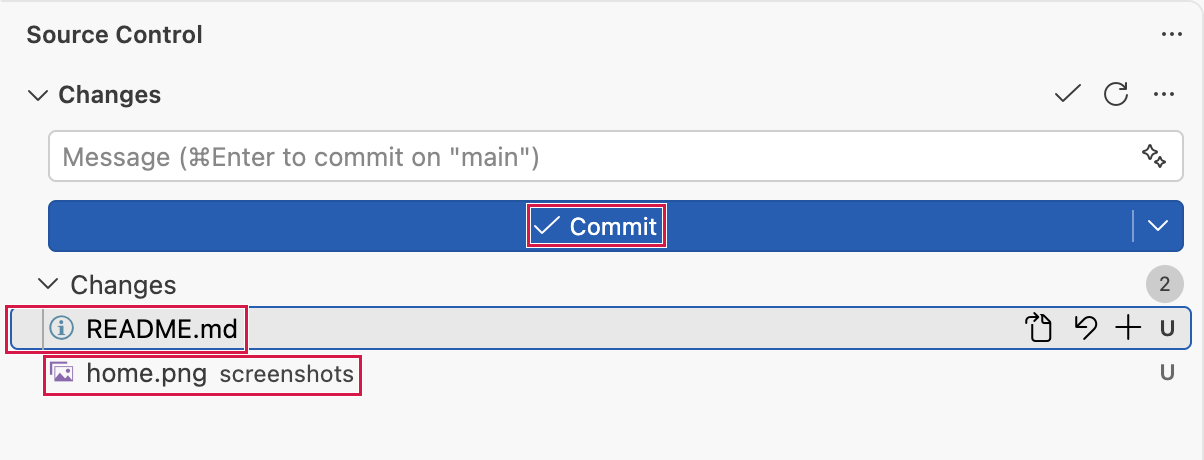 Source Control
Changes
Message (⌘Enter to commit on "main")
Commit
Changes 2
README.md U
home.png screenshots U